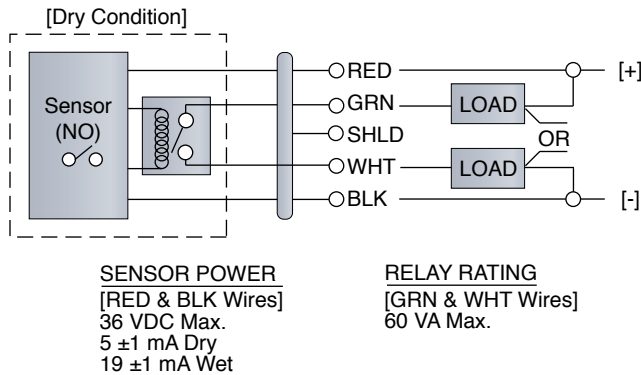 [Dry Condition]
Sensor
(NO)
RED
GRN
SHLD
WHT
BLK
LOAD
OR
LOAD
[+]
[-]
SENSOR POWER
[RED & BLK Wires]
36 VDC Max.
5 ±1 mA Dry
19 ±1 mA Wet
RELAY RATING
[GRN & WHT Wires]
60 VA Max.